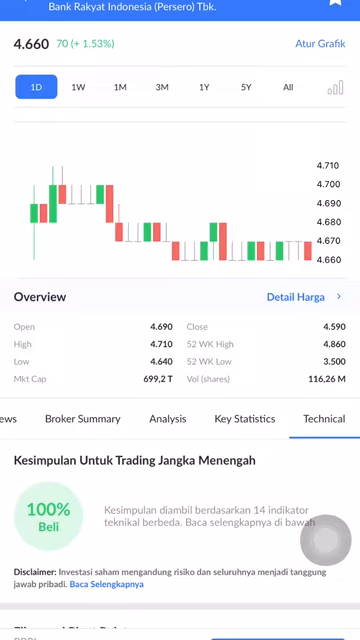 Bank Rakyat Indonesia (Persero) Tbk.
4.660 70 (+ 1.53%) Atur Grafik
1D 1W 1M 3M 1Y 5Y All
4.710
4.700
4.690
4.680
4.670
4.660
Overview Detail Harga
Open 4.690 Close 4.590
High 4.710 52 WK High 4.860
Low 4.640 52 WK Low 3.500
Mkt Cap 699,2 T Vol (shares) 116,26 M
ews Broker Summary Analysis Key Statistics Technical
Kesimpulan Untuk Trading Jangka Menengah
100%
Beli
Kesimpulan diambil berdasarkan 14 indikator
teknikal berbeda. Baca selengkapnya di bawah
Disclaimer: Investasi saham mengandung risiko dan seluruhnya menjadi tanggung
jawab pribadi. Baca Selengkapnya